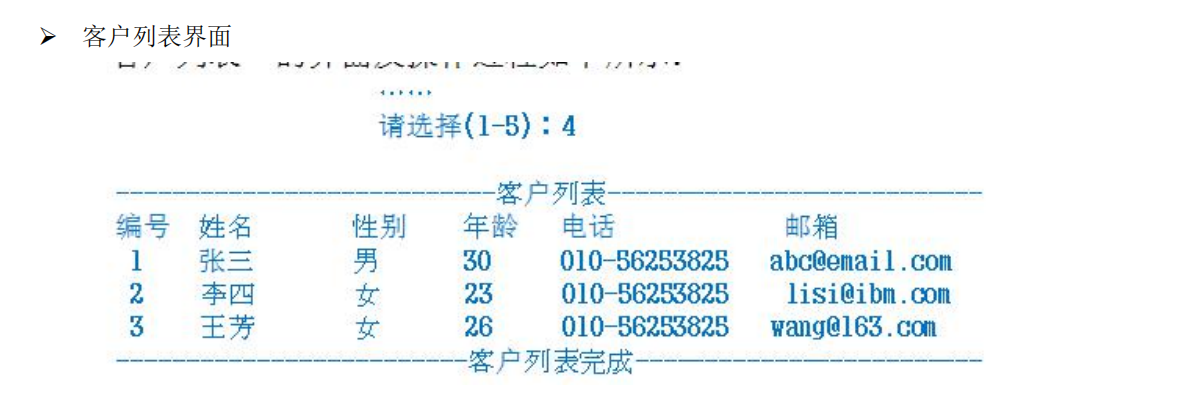 ➤ 客户列表界面
......
请选择(1-5)：4
---------------------------客户列表---------------------------
编号 姓名 性别 年龄 电话 邮箱
1 张三 男 30 010-56253825 abc@email.com
2 李四 女 23 010-56253825 lisi@ibm.com
3 王芳 女 26 010-56253825 wang@163.com
-------------------------客户列表完成-------------------------